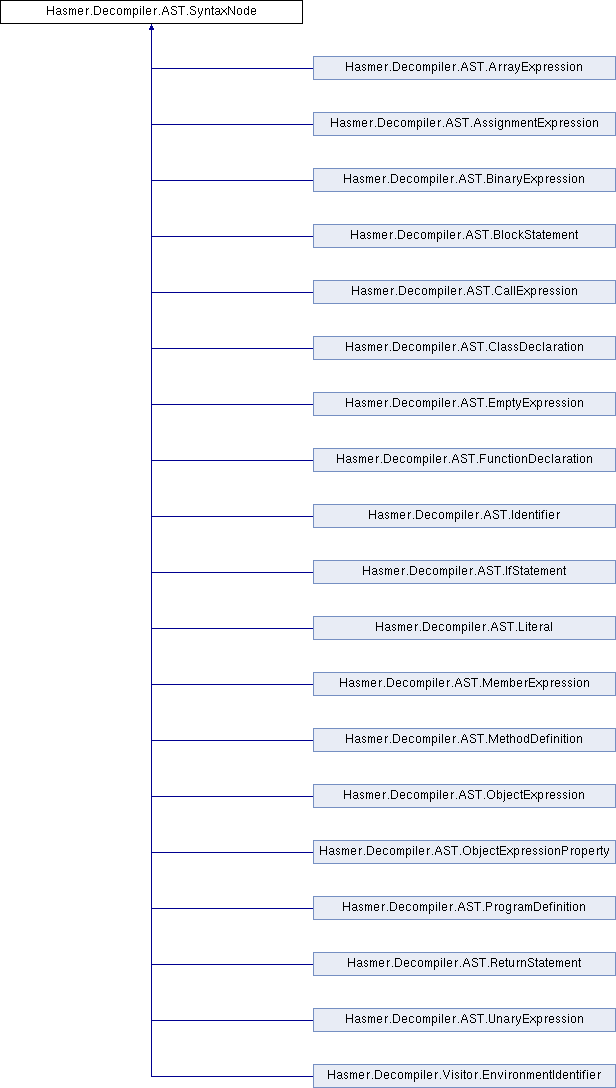 Hasmer.Decompiler.AST.SyntaxNode
Hasmer.Decompiler.AST.ArrayExpression
Hasmer.Decompiler.AST.AssignmentExpression
Hasmer.Decompiler.AST.BinaryExpression
Hasmer.Decompiler.AST.BlockStatement
Hasmer.Decompiler.AST.CallExpression
Hasmer.Decompiler.AST.ClassDeclaration
Hasmer.Decompiler.AST.EmptyExpression
Hasmer.Decompiler.AST.FunctionDeclaration
Hasmer.Decompiler.AST.Identifier
Hasmer.Decompiler.AST.IfStatement
Hasmer.Decompiler.AST.Literal
Hasmer.Decompiler.AST.MemberExpression
Hasmer.Decompiler.AST.MethodDefinition
Hasmer.Decompiler.AST.ObjectExpression
Hasmer.Decompiler.AST.ObjectExpressionProperty
Hasmer.Decompiler.AST.ProgramDefinition
Hasmer.Decompiler.AST.ReturnStatement
Hasmer.Decompiler.AST.UnaryExpression
Hasmer.Decompiler.Visitor.EnvironmentIdentifier